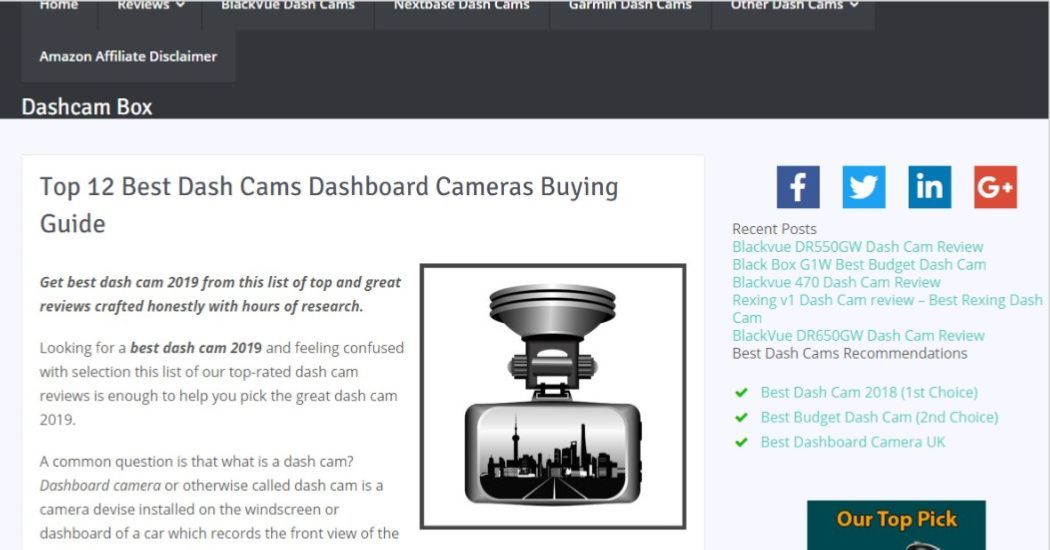 Home
Reviews
BlackVue Dash Cams
Nextbase Dash Cams
Garmin Dash Cams
Other Dash Cams
Amazon Affiliate Disclaimer
Dashcam Box
Top 12 Best Dash Cams Dashboard Cameras Buying
Guide
Get best dash cam 2019 from this list of top and great
reviews crafted honestly with hours of research.
Looking for a best dash cam 2019 and feeling confused
with selection this list of our top-rated dash cam
reviews is enough to help you pick the great dash cam
2019.
A common question is that what is a dash cam?
Dashboard camera or otherwise called dash cam is a
camera devise installed on the windscreen or
dashboard of a car which records the front view of the
f
G+
in
Recent Posts
Blackvue DR550GW Dash Cam Review
Black Box G1W Best Budget Dash Cam
Blackvue 470 Dash Cam Review
Rexing v1 Dash Cam review – Best Rexing Dash
Cam
BlackVue DR650GW Dash Cam Review
Best Dash Cams Recommendations
Best Dash Cam 2018 (1st Choice)
Best Budget Dash Cam (2nd Choice)
Best Dashboard Camera UK
Our Top Pick